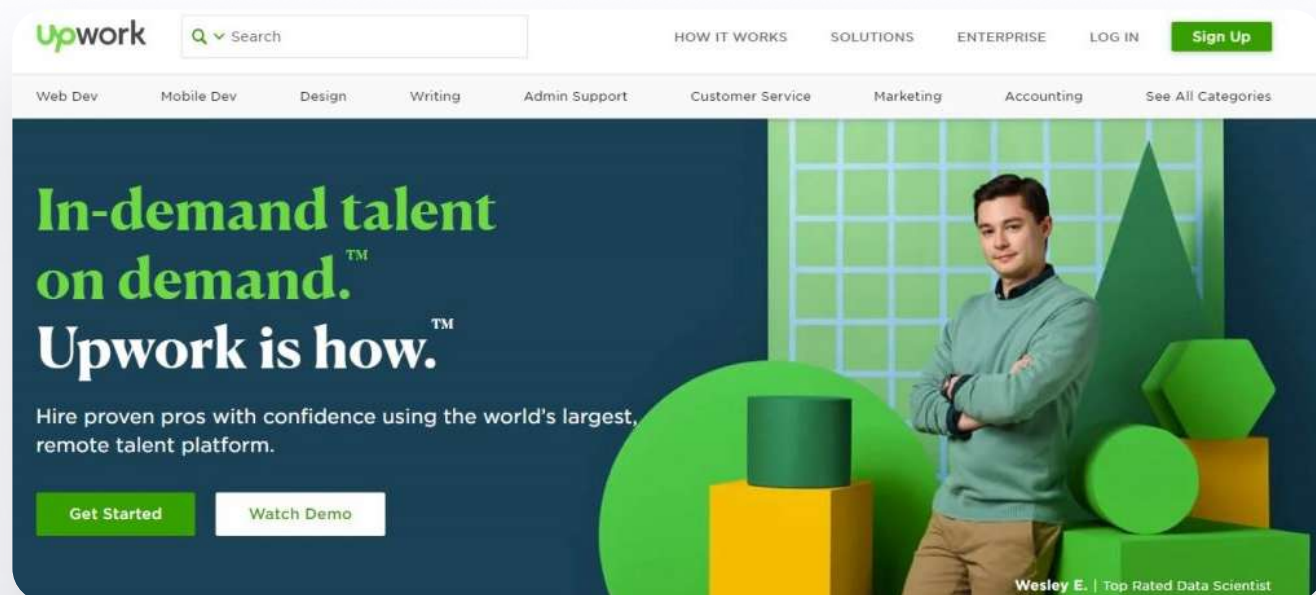 Upwork
Search
HOW IT WORKS
SOLUTIONS
ENTERPRISE
LOG IN
Sign Up
Web Dev
Mobile Dev
Design
Writing
Admin Support
Customer Service
Marketing
Accounting
See All Categories
In-demand talent
on demand.™
Upwork is how.™
Hire proven pros with confidence using the world's largest,
remote talent platform.
Get Started
Watch Demo
Wesley E. | Top Rated Data Scientist